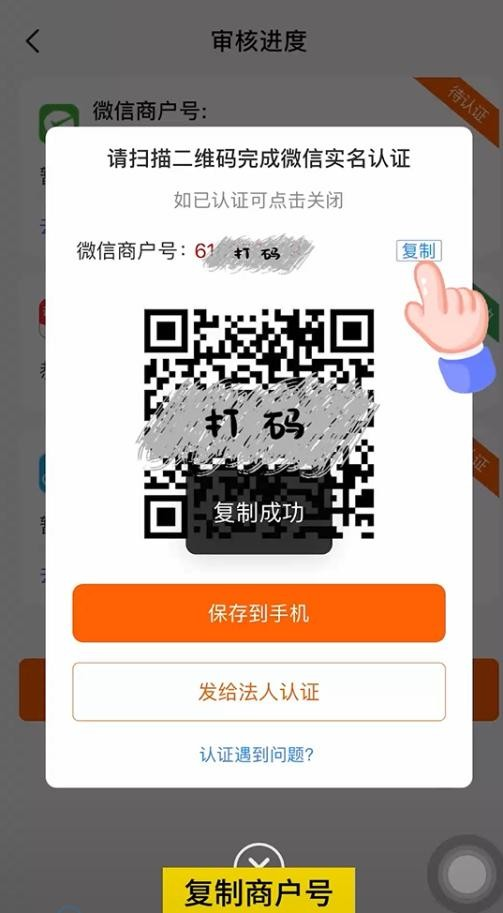 审核进度
微信商户号:
待认证
请扫描二维码完成微信实名认证
如已认证可点击关闭
微信商户号：61 打码
复制
打码
复制成功
保存到手机
发给法人认证
认证遇到问题?
复制商户号